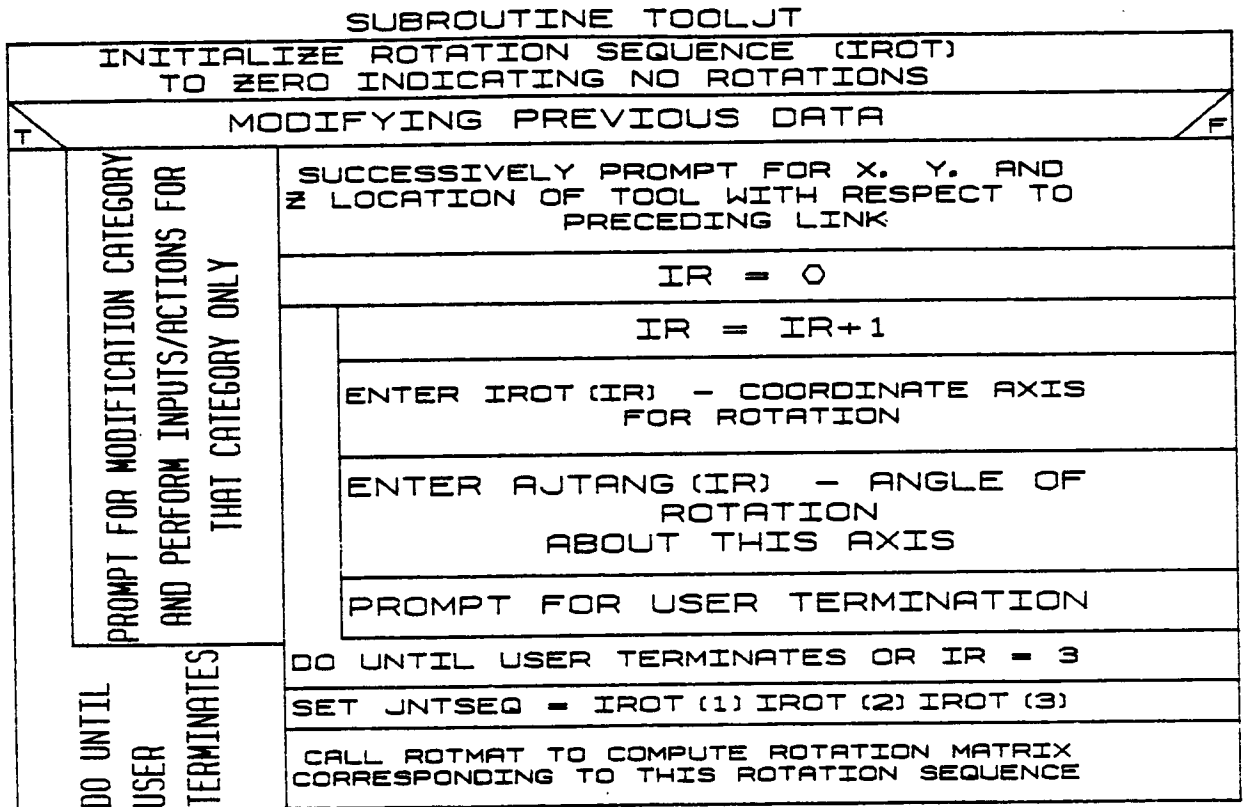 SUBROUTINE TOOLJT
INITIALIZE ROTATION SEQUENCE (IROT)
TO ZERO INDICATING NO ROTATIONS
MODIFYING PREVIOUS DATA
T
F
PROMPT FOR MODIFICATION CATEGORY
AND PERFORM INPUTS/ACTIONS FOR
THAT CATEGORY ONLY
DO UNTIL
USER
TERMINATES
SUCCESSIVELY PROMPT FOR X. Y. AND
Z LOCATION OF TOOL WITH RESPECT TO
PRECEDING LINK
IR = 0
IR = IR+1
ENTER IROT(IR) - COORDINATE AXIS
FOR ROTATION
ENTER AJTANG(IR) - ANGLE OF
ROTATION
ABOUT THIS AXIS
PROMPT FOR USER TERMINATION
DO UNTIL USER TERMINATES OR IR = 3
SET JNTSEQ = IROT(1)IROT(2)IROT(3)
CALL ROTMAT TO COMPUTE ROTATION MATRIX
CORRESPONDING TO THIS ROTATION SEQUENCE